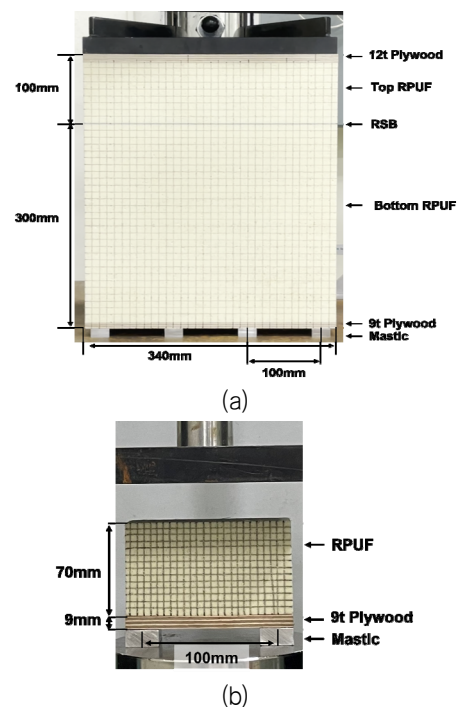 12t Plywood
100mm
Top RPUF
RSB
300mm
Bottom RPUF
9t Plywood
Mastic
340mm
100mm
(a)
RPUF
70mm
9mm
9t Plywood
Mastic
100mm
(b)